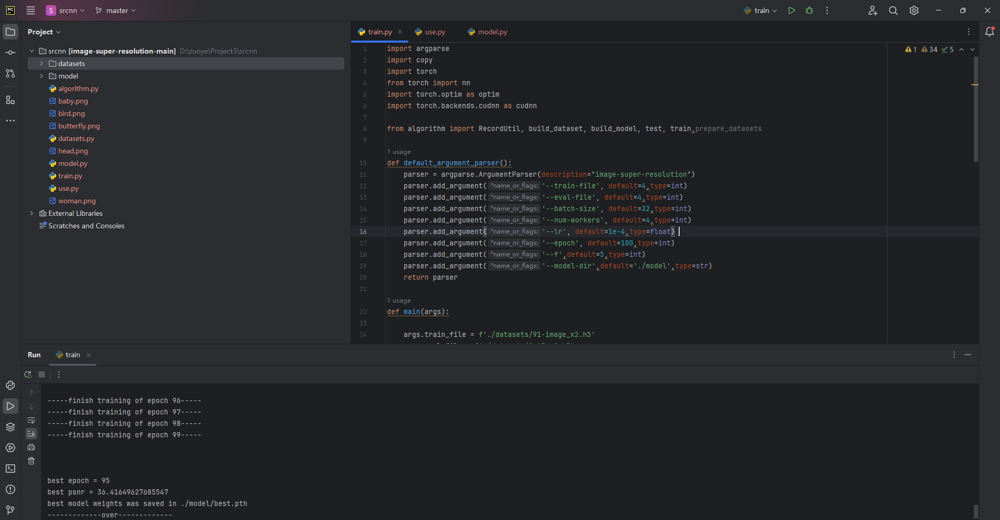 PC S srcnn master train
Project
srcnn [image-super-resolution-main] D:\zuoye\Project3\srcnn
datasets
model
algorithm.py
baby.png
bird.png
butterfly.png
datasets.py
head.png
model.py
train.py
use.py
woman.png
External Libraries
Scratches and Consoles
train.py use.py model.py
1 34 5
1 import argparse
2 import copy
3 import torch
4 from torch import nn
5 import torch.optim as optim
6 import torch.backends.cudnn as cudnn
7
8 from algorithm import RecordUtil, build_dataset, build_model, test, train,prepare_datasets
9
1 usage
10 def default_argument_parser():
11 parser = argparse.ArgumentParser(description="image-super-resolution")
12 parser.add_argument( *name_or_flags: '--train-file', default=4,type=int)
13 parser.add_argument( *name_or_flags: '--eval-file', default=4,type=int)
14 parser.add_argument( *name_or_flags: '--batch-size', default=32,type=int)
15 parser.add_argument( *name_or_flags: '--num-workers', default=4,type=int)
16 parser.add_argument( *name_or_flags: '--lr', default=1e-4,type=float)
17 parser.add_argument( *name_or_flags: '--epoch', default=100,type=int)
18 parser.add_argument( *name_or_flags: '--f',default=5,type=int)
19 parser.add_argument( *name_or_flags: '--model-dir',default='./model',type=str)
20 return parser
21
1 usage
22 def main(args):
23
24 args.train_file = f'./datasets/91-image_x2.h5'
Run train
-----finish training of epoch 96-----
-----finish training of epoch 97-----
-----finish training of epoch 98-----
-----finish training of epoch 99-----
best epoch = 95
best psnr = 36.41649627685547
best model weights was saved in ./model/best.pth
-------------over-------------